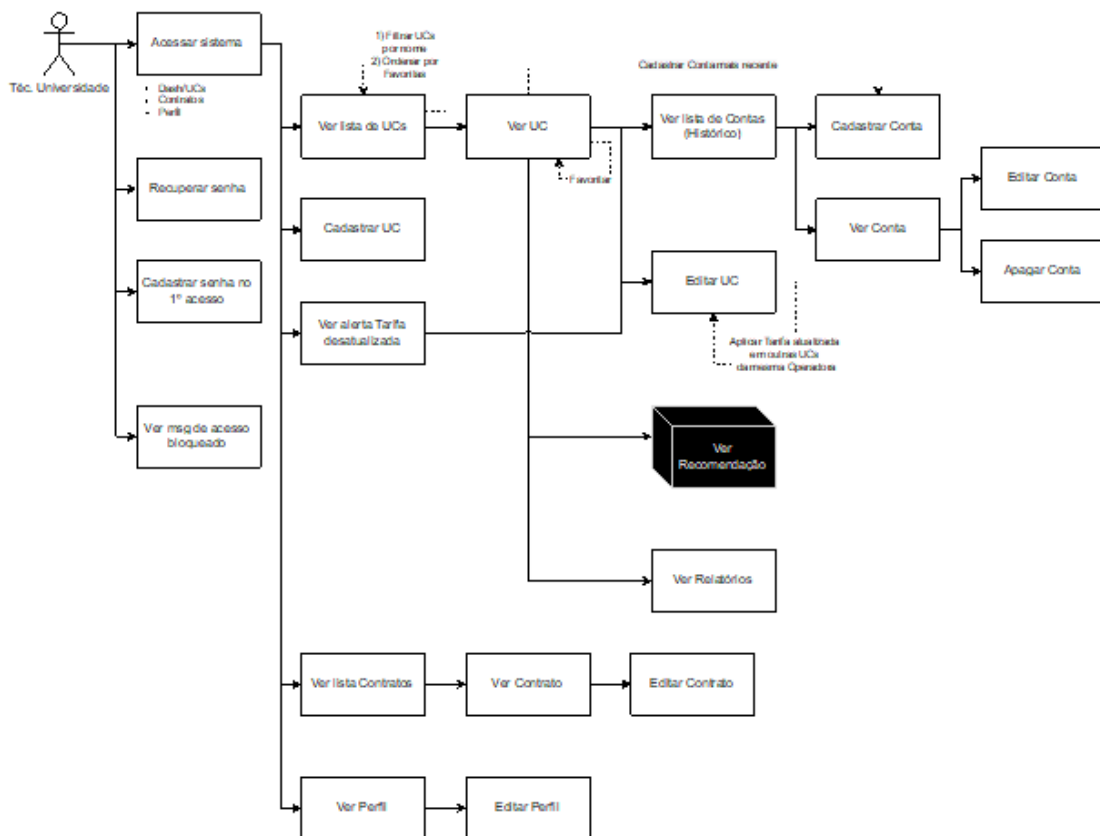 Téc. Universidade
Acessar sistema
Dash/UCs
Contratos
Perfil
Recuperar senha
Cadastrar senha no
1º acesso
Ver msg de acesso
bloqueado
1) Filtrar UCs
por nome
2) Ordenar por
Favoritas
Ver lista de UCs
Ver UC
Favoritar
Cadastrar UC
Ver alerta Tarifa
desatualizada
Cadastrar Conta mais recente
Ver lista de Contas
(Histórico)
Cadastrar Conta
Ver Conta
Editar Conta
Apagar Conta
Editar UC
Aplicar Tarifa atualizada
em outras UCs
da mesma Operadora
Ver
Recomendação
Ver Relatórios
Ver lista Contratos
Ver Contrato
Editar Contrato
Ver Perfil
Editar Perfil